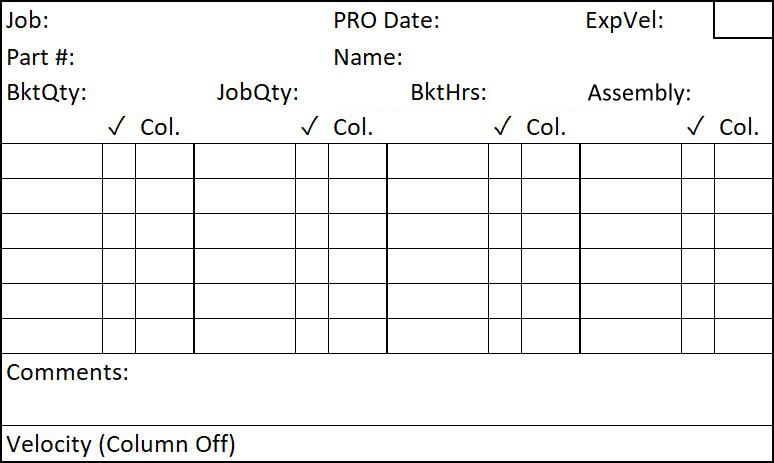 Job: PRO Date: ExpVel:
Part #: Name:
BktQty: JobQty: BktHrs: Assembly:
✓ Col. ✓ Col. ✓ Col. ✓ Col.
Comments:
Velocity (Column Off)